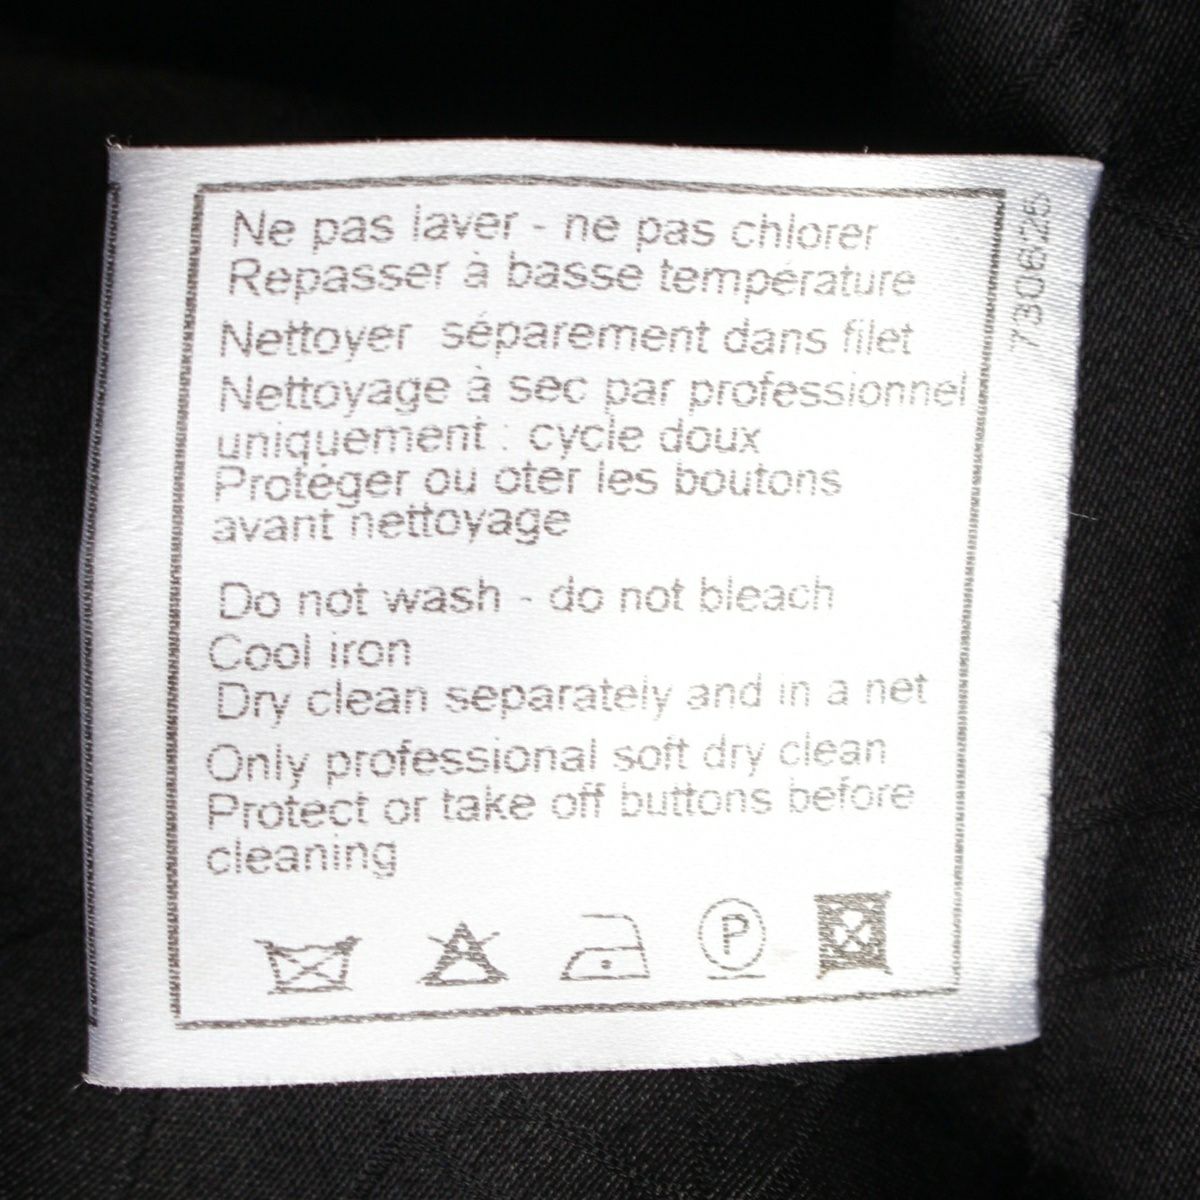 Ne pas laver - ne pas chlorer
Repasser à basse température
Nettoyer séparement dans filet
Nettoyage à sec par professionnel
uniquement : cycle doux
Protéger ou oter les boutons
avant nettoyage
Do not wash - do not bleach
Cool iron
Dry clean separately and in a net
Only professional soft dry clean
Protect or take off buttons before
cleaning
P
730625